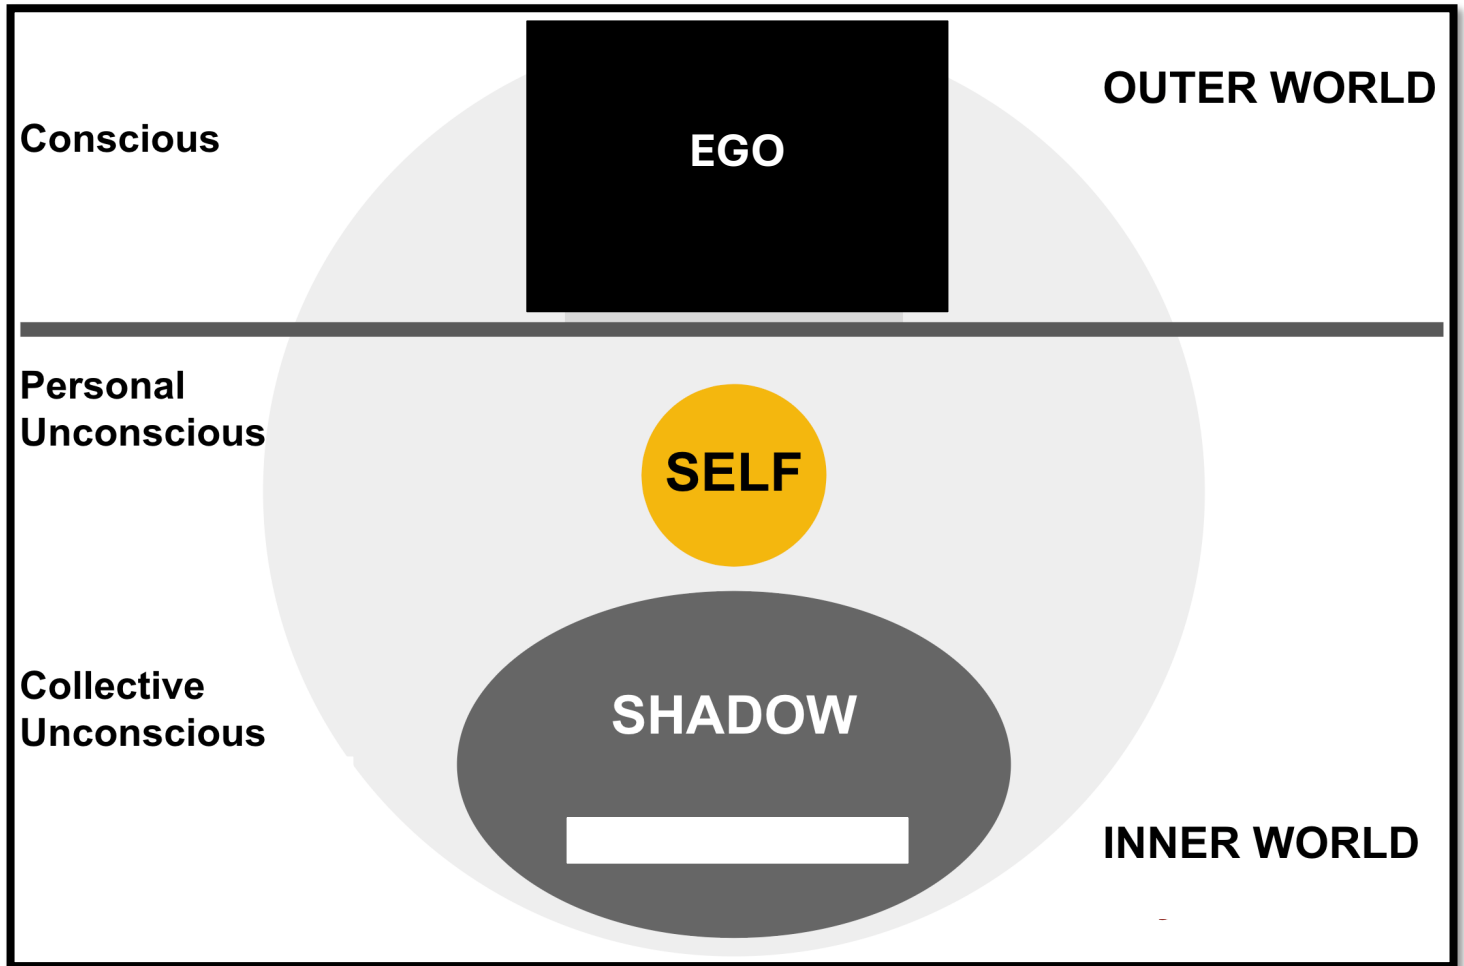 OUTER WORLD
Conscious
EGO
Personal
Unconscious
SELF
Collective
Unconscious
SHADOW
INNER WORLD